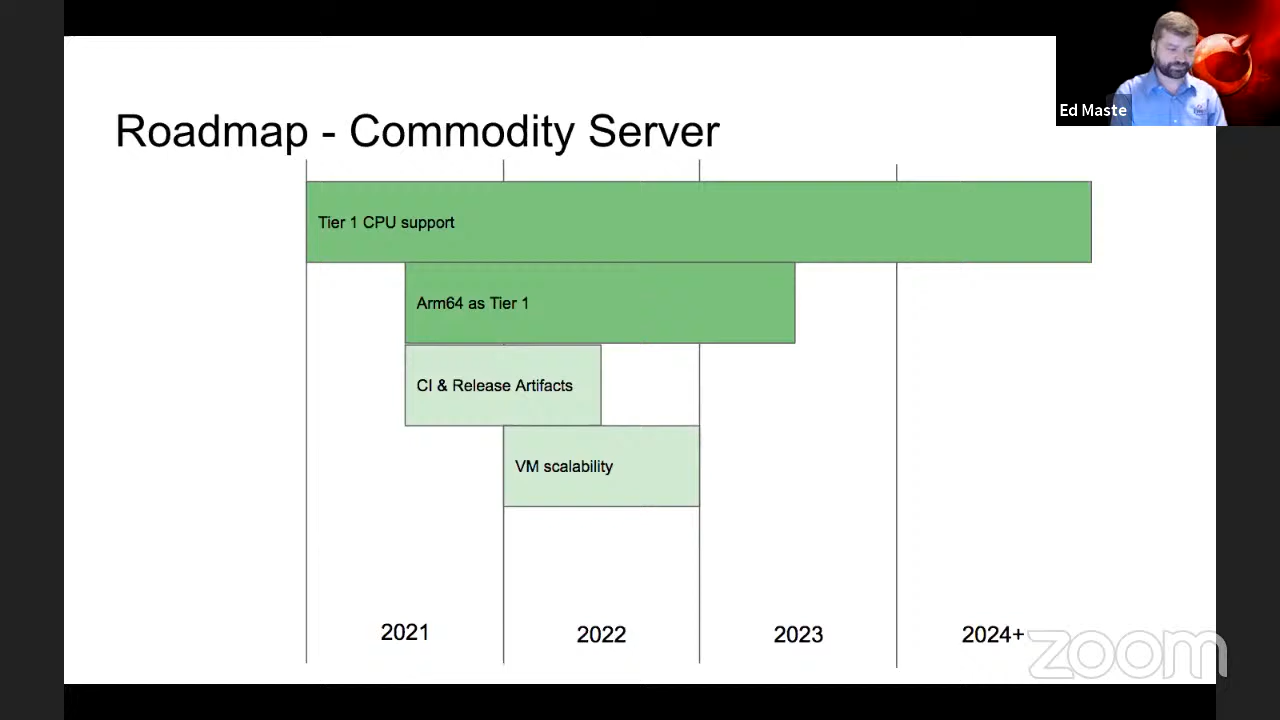 Ed Maste
Roadmap - Commodity Server
Tier 1 CPU support
Arm64 as Tier 1
CI & Release Artifacts
VM scalability
2021
2022
2023
2024+
zoom